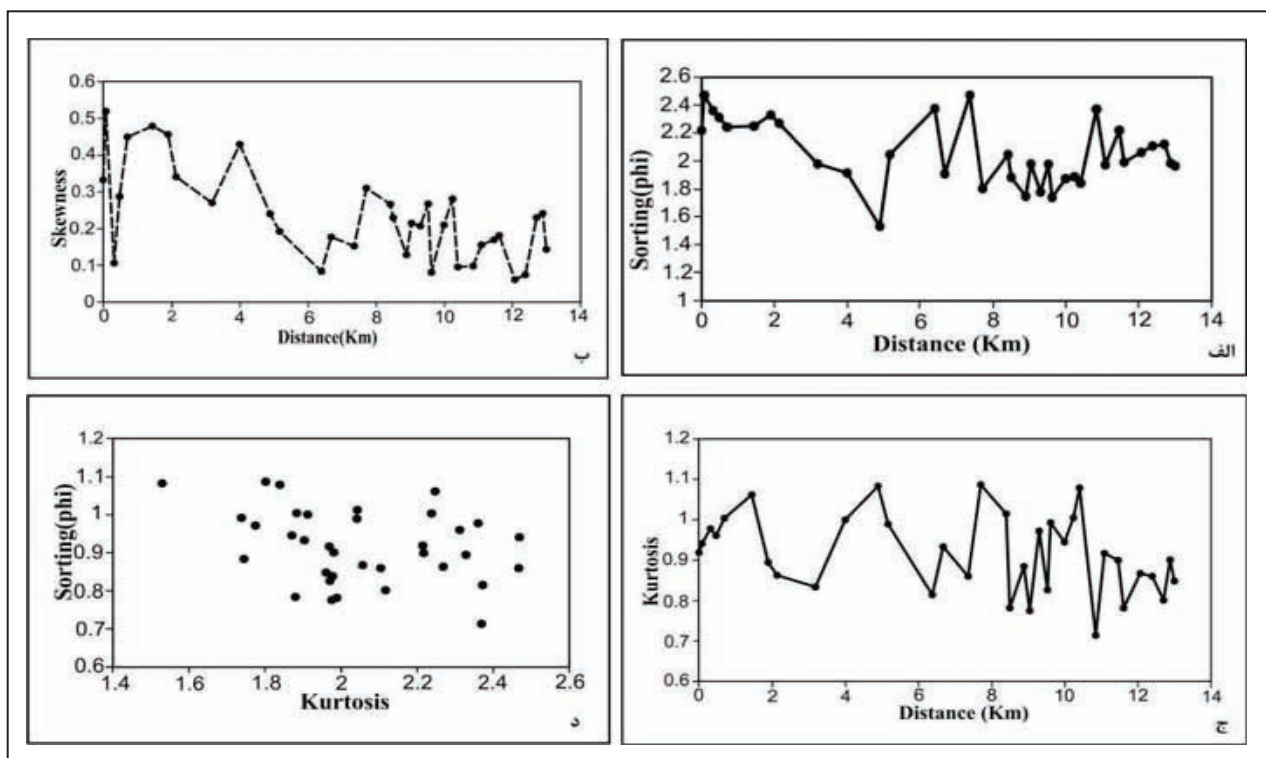 0.6
0.5
0.4
0.3
0.2
0.1
0
Skewness
0 2 4 6 8 10 12 14
Distance(Km)
ب
2.6
2.4
2.2
2
1.8
1.6
1.4
1.2
1
Sorting(phi)
0 2 4 6 8 10 12 14
Distance (Km)
الف
1.2
1.1
1
0.9
0.8
0.7
0.6
Sorting(phi)
1.4 1.6 1.8 2 2.2 2.4 2.6
Kurtosis
د
1.2
1.1
1
0.9
0.8
0.7
0.6
Kurtosis
0 2 4 6 8 10 12 14
Distance (Km)
ج